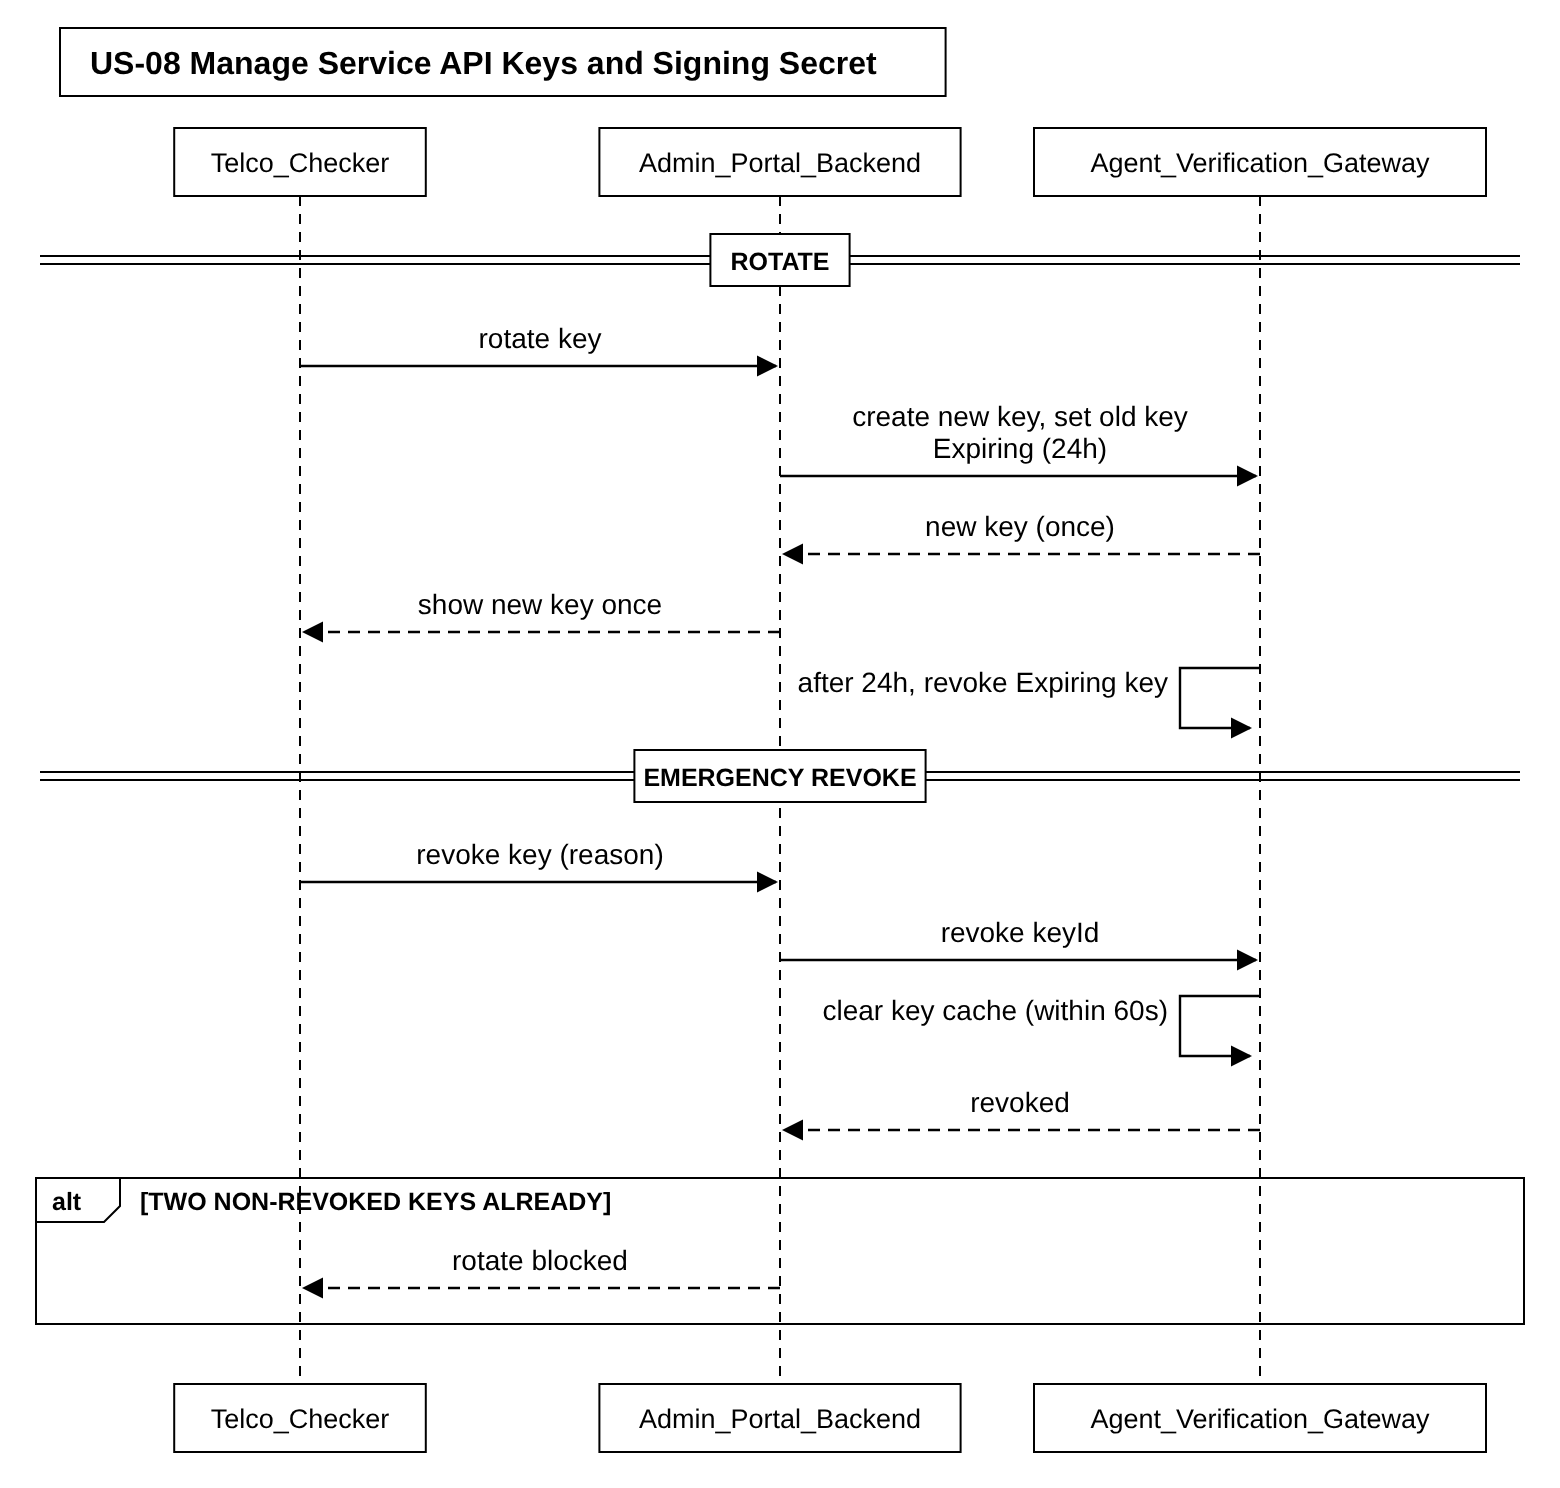 US-08 Manage Service API Keys and Signing Secret
Telco_Checker
Admin_Portal_Backend
Agent_Verification_Gateway
ROTATE
rotate key
create new key, set old key
Expiring (24h)
new key (once)
show new key once
after 24h, revoke Expiring key
EMERGENCY REVOKE
revoke key (reason)
revoke keyId
clear key cache (within 60s)
revoked
alt
[TWO NON-REVOKED KEYS ALREADY]
rotate blocked
Telco_Checker
Admin_Portal_Backend
Agent_Verification_Gateway